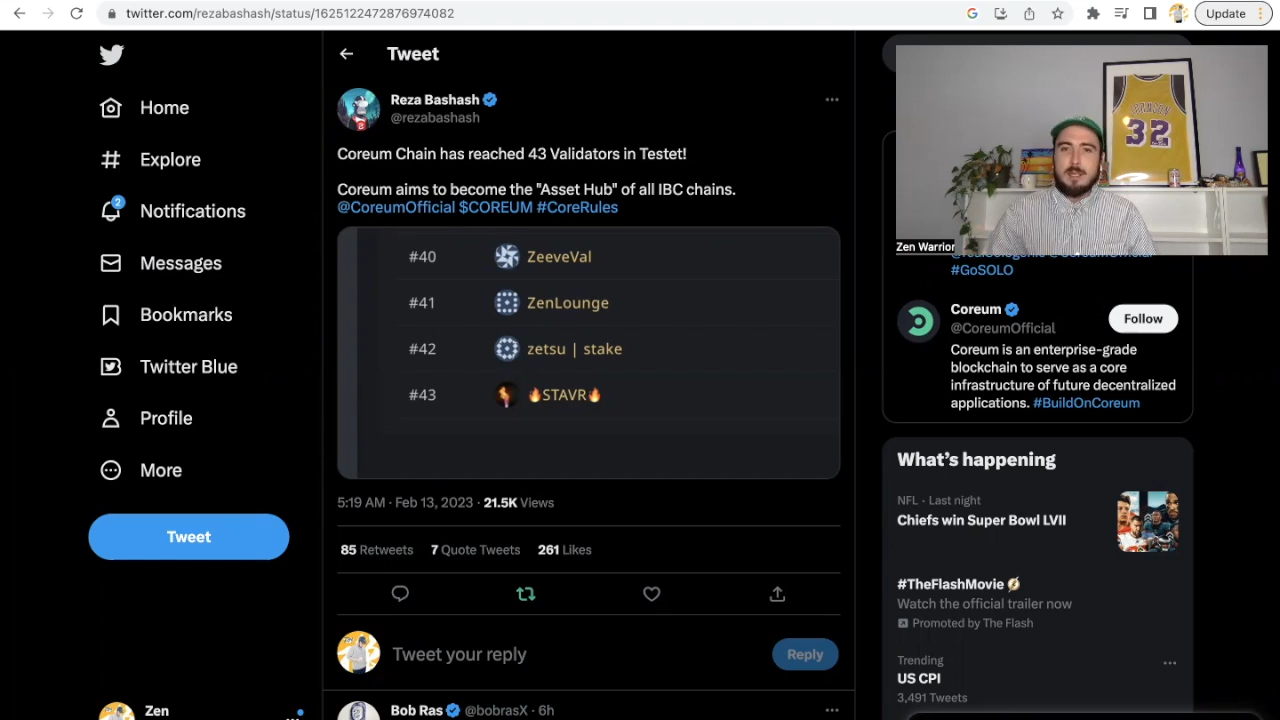 twitter.com/rezabashash/status/1625122472876974082
Update
Home
Explore
2
Notifications
Messages
Bookmarks
Twitter Blue
Profile
More
Tweet
Zen
Tweet
Reza Bashash
@rezabashash
Coreum Chain has reached 43 Validators in Testet!
Coreum aims to become the "Asset Hub" of all IBC chains.
@CoreumOfficial $COREUM #CoreRules
#40 ZeeveVal
#41 ZenLounge
#42 zetsu | stake
#43 🔥STAVR🔥
5:19 AM · Feb 13, 2023 · 21.5K Views
85 Retweets 7 Quote Tweets 261 Likes
Tweet your reply
Reply
Bob Ras @bobrasX · 6h
32
Zen Warrior
#GoSOLO
Coreum
@CoreumOfficial
Follow
Coreum is an enterprise-grade
blockchain to serve as a core
infrastructure of future decentralized
applications. #BuildOnCoreum
What's happening
NFL · Last night
Chiefs win Super Bowl LVII
#TheFlashMovie
Watch the official trailer now
Promoted by The Flash
Trending
US CPI
3,491 Tweets